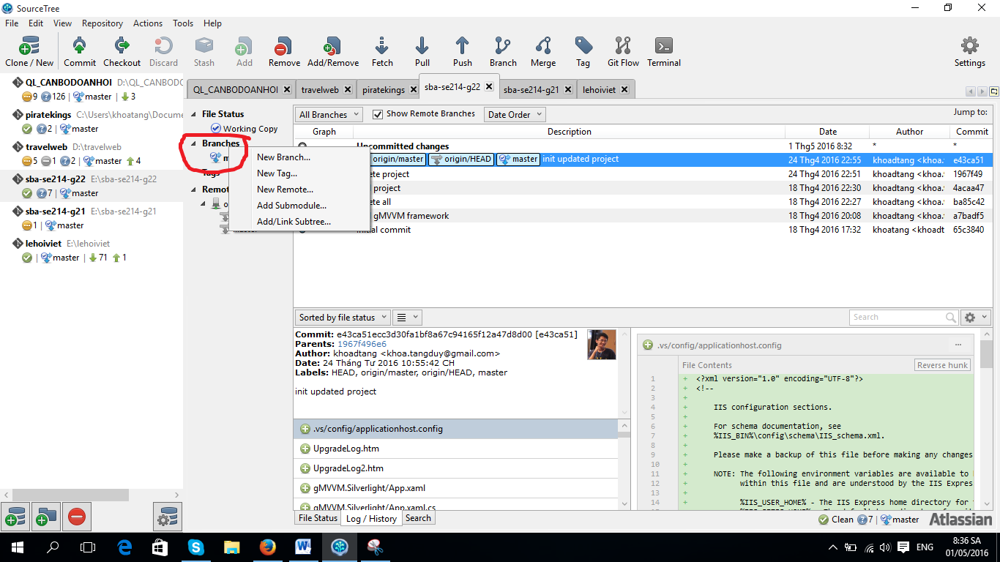 SourceTree
File Edit View Repository Actions Tools Help
Clone / New Commit Checkout Discard Stash Add Remove Add/Remove Fetch Pull Push Branch Merge Tag Git Flow Terminal Settings
QL_CANBODOANHOI D:\QL_CANBODO
9 126 | master | 3
piratekings C:\Users\khoatang\Docume
2 | master
travelweb D:\travelweb
5 1 2 | master | 4
sba-se214-g22 E:\sba-se214-g22
7 | master
sba-se214-g21 E:\sba-se214-g21
1 | master
lehoiviet E:\lehoiviet
| master | 71 1
QL_CANBODOANHOI travelweb piratekings sba-se214-g22 sba-se214-g21 lehoiviet
File Status
Working Copy
Branches
m
Tags
Remo
o
master
New Branch...
New Tag...
New Remote...
Add Submodule...
Add/Link Subtree...
All Branches Show Remote Branches Date Order Jump to:
Graph Description Date Author Commit
Uncommitted changes 1 Thg5 2016 8:32 * *
origin/master origin/HEAD master init updated project 24 Thg4 2016 22:55 khoadtang <khoa. e43ca51
ete project 24 Thg4 2016 22:51 khoadtang <khoa. 1967f49
project 18 Thg4 2016 22:30 khoadtang <khoa. 4acaa47
ete all 18 Thg4 2016 22:27 khoadtang <khoa. ba85c42
gMVVM framework 18 Thg4 2016 20:08 khoadtang <khoa. a7badf5
initial commit 18 Thg4 2016 17:32 khoatang <khoadt 65c3840
Sorted by file status Search
Commit: e43ca51ecc3d30fa1bf8a67c94165f12a47d8d00 [e43ca51]
Parents: 1967f496e6
Author: khoadtang <khoa.tangduy@gmail.com>
Date: 24 Tháng Tư 2016 10:55:42 CH
Labels: HEAD, origin/master, origin/HEAD, master
init updated project
.vs/config/applicationhost.config
UpgradeLog.htm
UpgradeLog2.htm
gMVVM.Silverlight/App.xaml
gMVVM.Silverlight/App.xaml.cs
.vs/config/applicationhost.config ...
File Contents Reverse hunk
1 + <?xml version="1.0" encoding="UTF-8"?>
2 + <!--
3 +
4 + IIS configuration sections.
5 +
6 + For schema documentation, see
7 + %IIS_BIN%\config\schema\IIS_schema.xml.
8 +
9 + Please make a backup of this file before making any changes
10 +
11 + NOTE: The following environment variables are available to
12 + within this file and are understood by the IIS Expres
13 +
14 + %IIS_USER_HOME% - The IIS Express home directory for
File Status Log / History Search
Clean 7 | master Atlassian
ENG
8:36 SA
01/05/2016